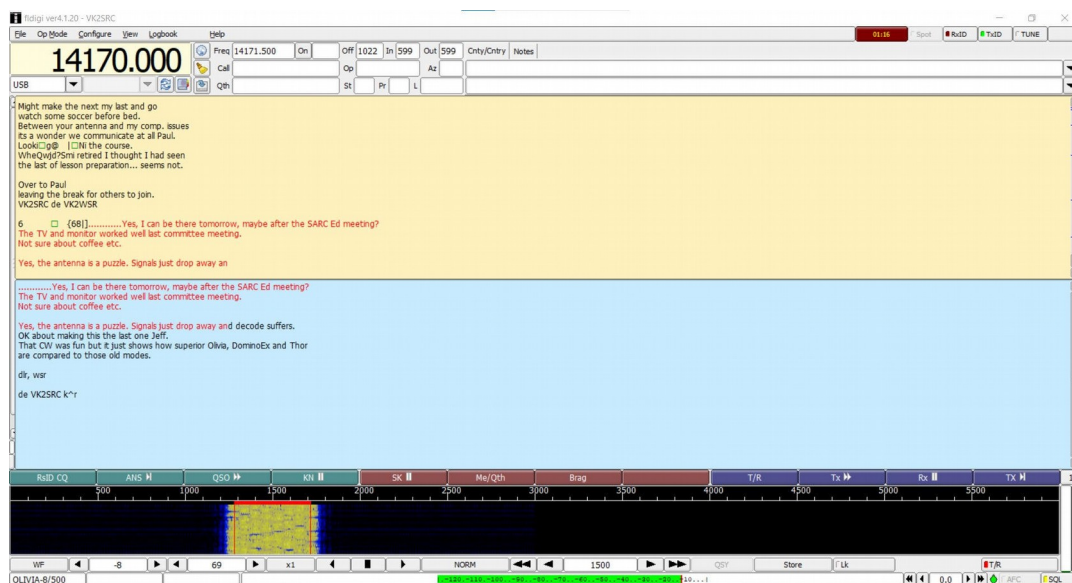 fldigi ver4.1.20 - VK2SRC
File Op Mode Configure View Logbook Help 01:16 Spot RxID TxID TUNE
14170.000
Freq 14171.500 On Off 1022 In 599 Out 599 Cnty/Cntry Notes
Call Op Az
USB Qth St Pr L
Might make the next my last and go
watch some soccer before bed.
Between your antenna and my comp. issues
its a wonder we communicate at all Paul.
Looki□g@ |□Ni the course.
WheQwjd?Smi retired I thought I had seen
the last of lesson preparation... seems not.
Over to Paul
leaving the break for others to join.
VK2SRC de VK2WSR
6 □ {68|]............Yes, I can be there tomorrow, maybe after the SARC Ed meeting?
The TV and monitor worked well last committee meeting.
Not sure about coffee etc.
Yes, the antenna is a puzzle. Signals just drop away an
............Yes, I can be there tomorrow, maybe after the SARC Ed meeting?
The TV and monitor worked well last committee meeting.
Not sure about coffee etc.
Yes, the antenna is a puzzle. Signals just drop away and decode suffers.
OK about making this the last one Jeff.
That CW was fun but it just shows how superior Olivia, DominoEx and Thor
are compared to those old modes.
dlr, wsr
de VK2SRC k^r
RsID CQ ANS QSO KN SK Me/Qth Brag T/R Tx Rx TX 1
500 1000 1500 2000 2500 3000 3500 4000 4500 5000 5500
WF -8 69 x1 NORM 1500 QSY Store Lk T/R
OLIVIA-8/500 0.0 AFC SQL